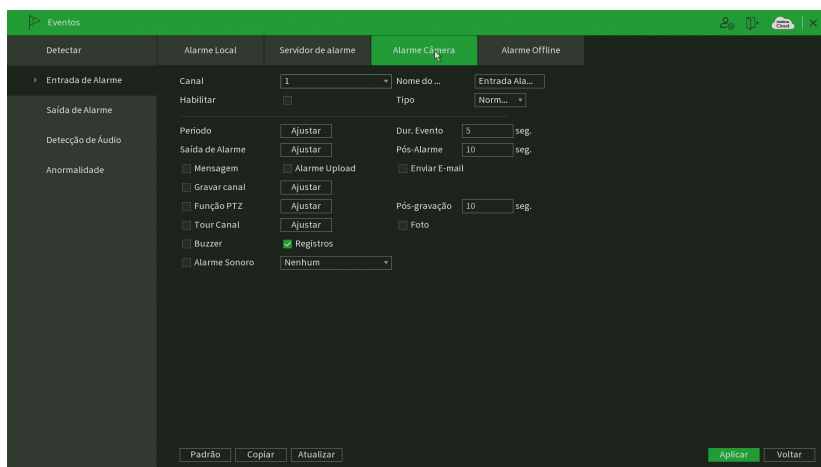 Eventos
Cloud
Detectar
Alarme Local
Servidor de alarme
Alarme Câmera
Alarme Offline
Entrada de Alarme
Saída de Alarme
Detecção de Áudio
Anormalidade
Canal 1 Nome do ... Entrada Ala...
Habilitar Tipo Norm...
Periodo Ajustar Dur. Evento 5 seg.
Saída de Alarme Ajustar Pós-Alarme 10 seg.
Mensagem Alarme Upload Enviar E-mail
Gravar canal Ajustar
Função PTZ Ajustar Pós-gravação 10 seg.
Tour Canal Ajustar Foto
Buzzer Registros
Alarme Sonoro Nenhum
Padrão Copiar Atualizar Aplicar Voltar